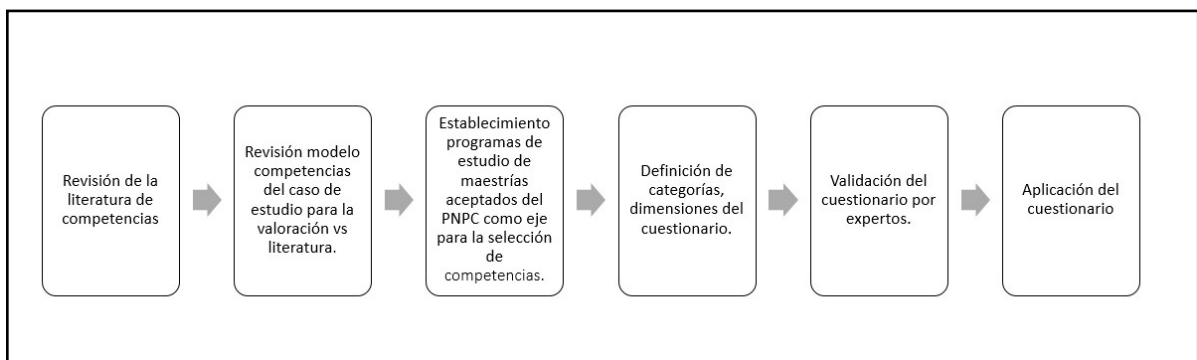 Revisión de la
literatura de
competencias
Revisión modelo
competencias
del caso de
estudio para la
valoración vs
literatura.
Establecimiento
programas de
estudio de
maestrías
aceptados del
PNPC como eje
para la selección
de
competencias.
Definición de
categorías,
dimensiones del
cuestionario.
Validación del
cuestionario por
expertos.
Aplicación del
cuestionario